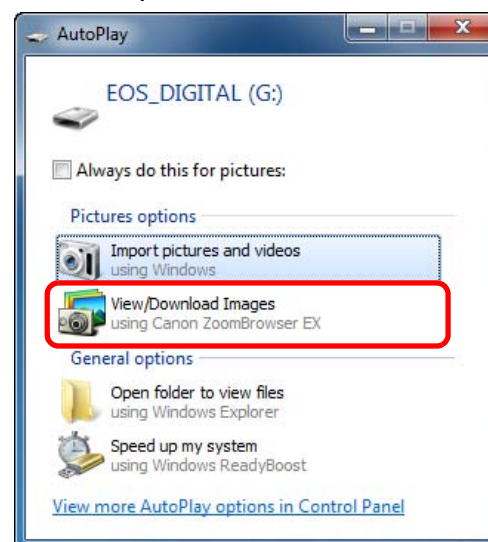 AutoPlay
EOS_DIGITAL (G:)
Always do this for pictures:
Pictures options
Import pictures and videos
using Windows
View/Download Images
using Canon ZoomBrowser EX
General options
Open folder to view files
using Windows Explorer
Speed up my system
using Windows ReadyBoost
View more AutoPlay options in Control Panel